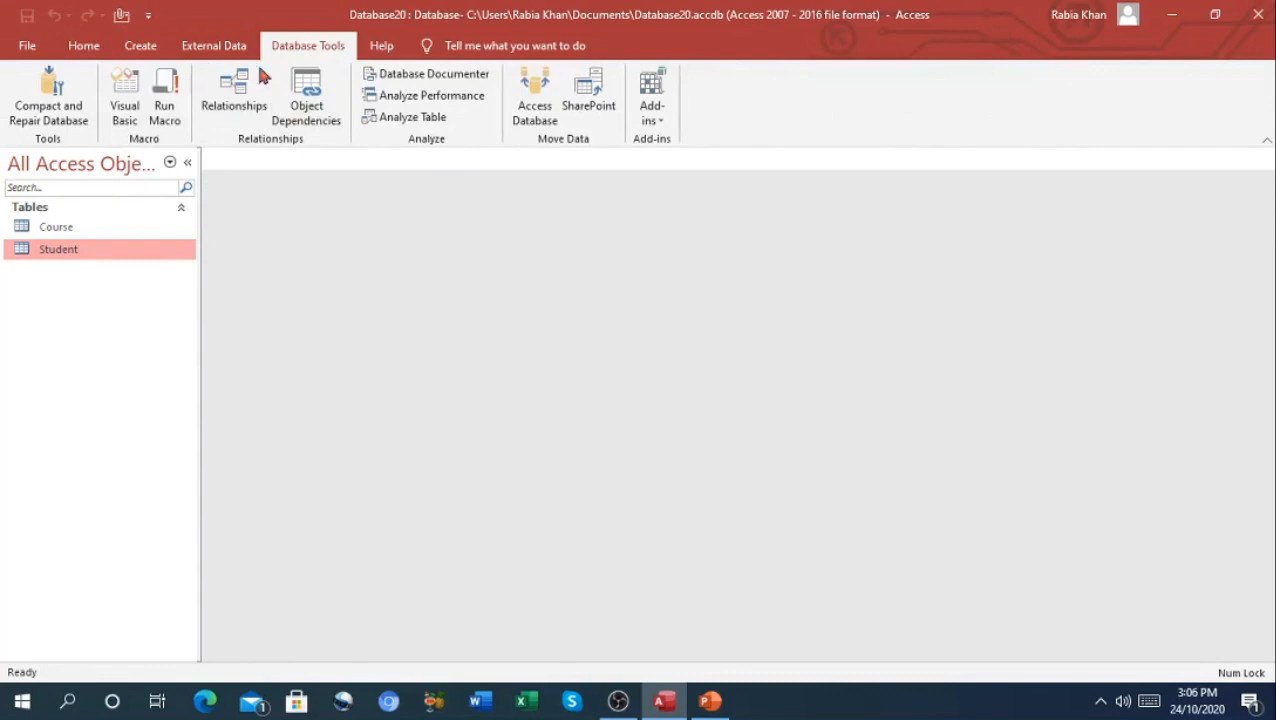 Database20 : Database- C:\Users\Rabia Khan\Documents\Database20.accdb (Access 2007 - 2016 file format) - Access
Rabia Khan
File Home Create External Data Database Tools Help Tell me what you want to do
Compact and
Repair Database
Tools
Visual
Basic
Run
Macro
Macro
Relationships
Object
Dependencies
Relationships
Database Documenter
Analyze Performance
Analyze Table
Analyze
Access
Database
SharePoint
Move Data
Add-
ins
Add-ins
All Access Obje...
Search...
Tables
Course
Student
Ready
Num Lock
3:06 PM
24/10/2020